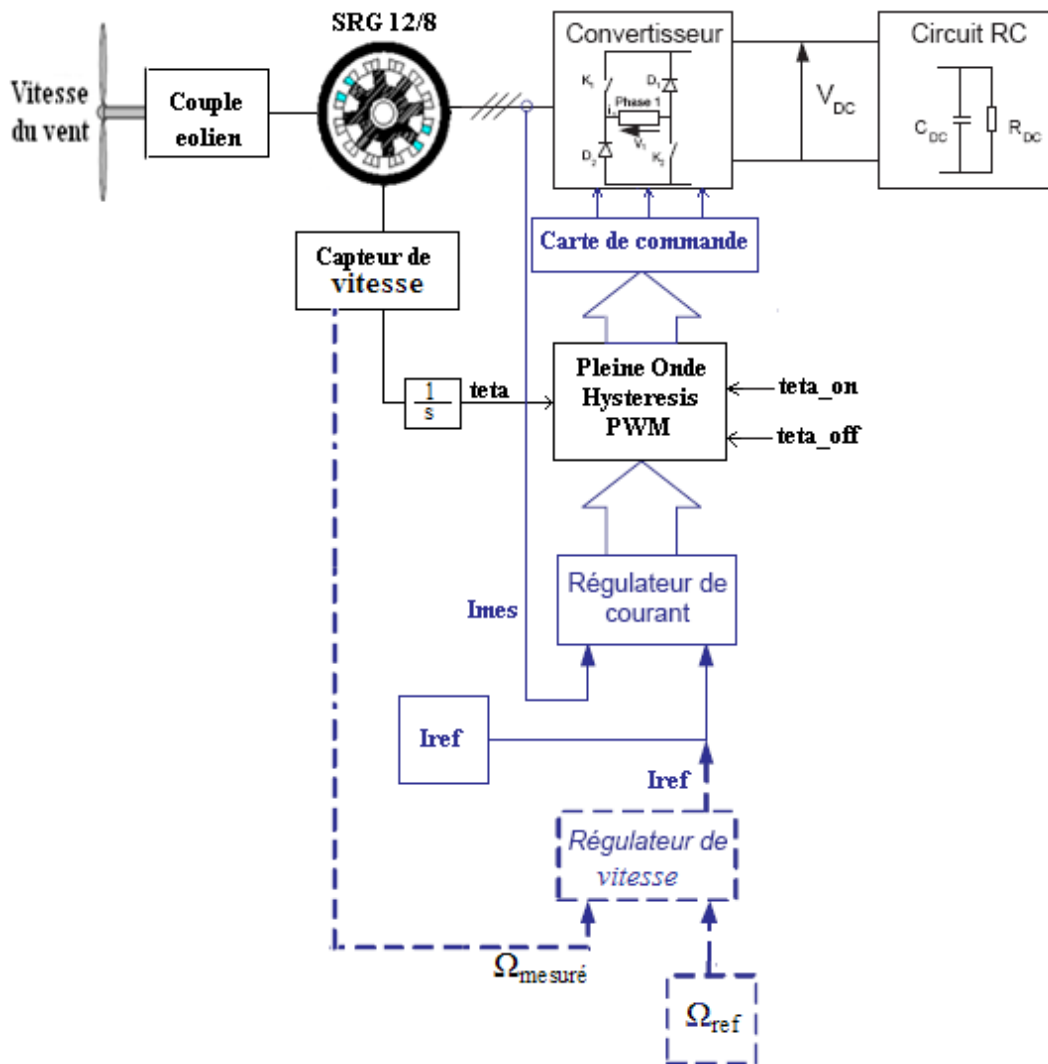 SRG 12/8
Vitesse
du vent
Couple
eolien
Convertisseur
K1
D1
Phase 1
V1
D2
K2
VDC
Circuit RC
CDC
RDC
Carte de commande
Capteur de
vitesse
1
s
teta
Pleine Onde
Hysteresis
PWM
teta_on
teta_off
Imes
Régulateur de
courant
Iref
Iref
Régulateur de
vitesse
Ωmesuré
Ωref